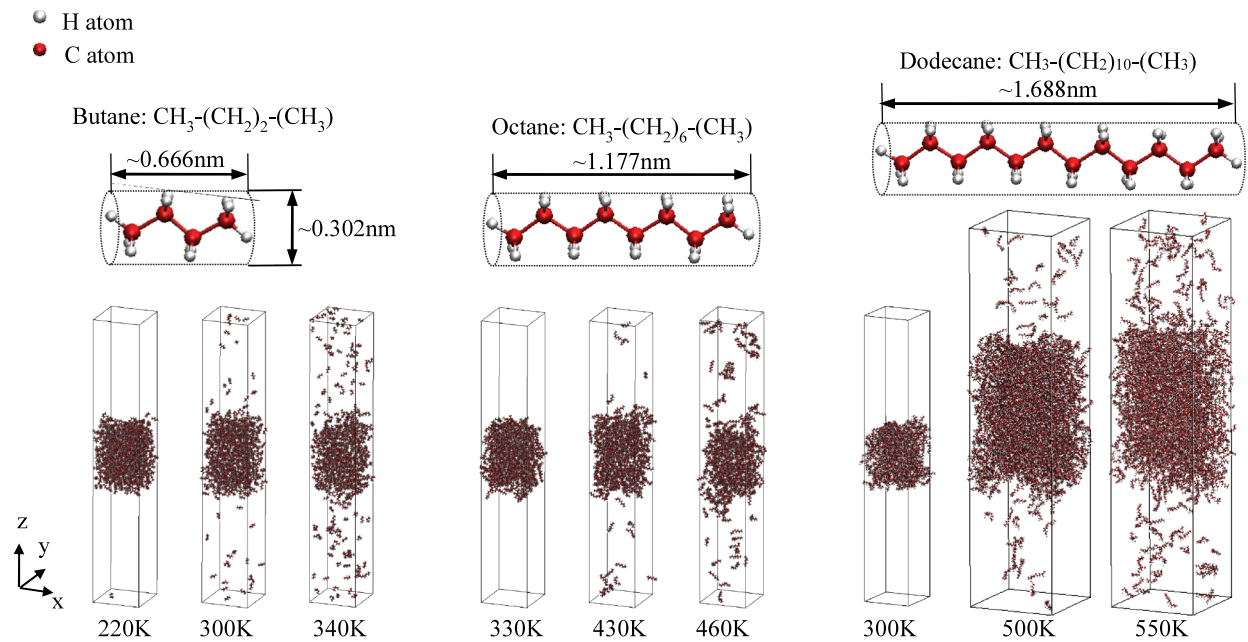 H atom
C atom
Butane: CH₃-(CH₂)₂-(CH₃)
~0.666nm
~0.302nm
Octane: CH₃-(CH₂)₆-(CH₃)
~1.177nm
Dodecane: CH₃-(CH₂)₁₀-(CH₃)
~1.688nm
z
y
x
220K 300K 340K 330K 430K 460K 300K 500K 550K